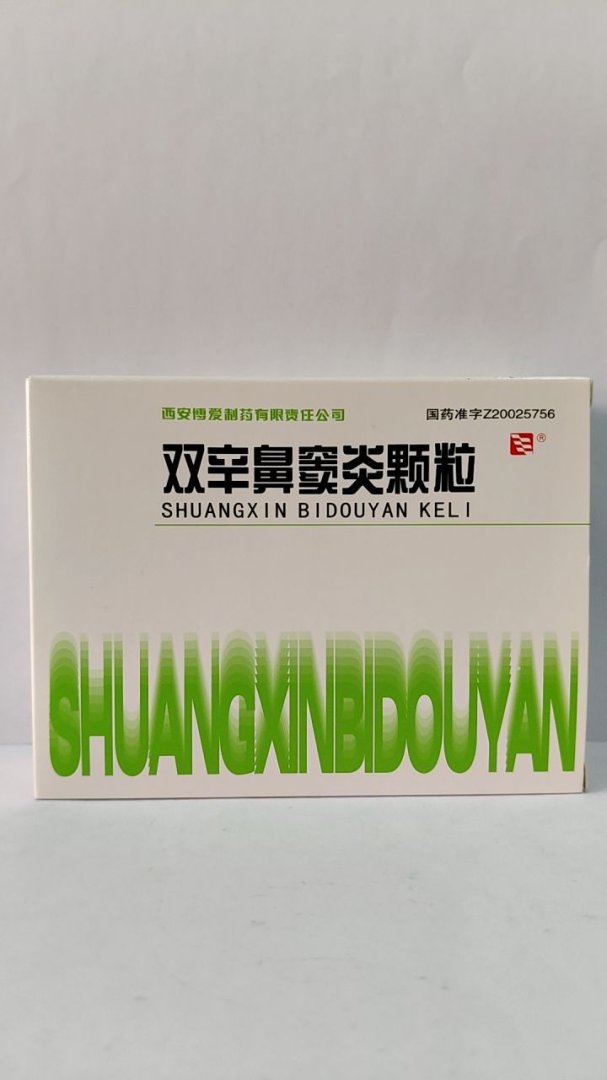 西安博爱制药有限责任公司 国药准字Z20025756
双辛鼻窦炎颗粒 ®
SHUANGXIN BIDOUYAN KELI
SHUANGXINBIDOUYAN